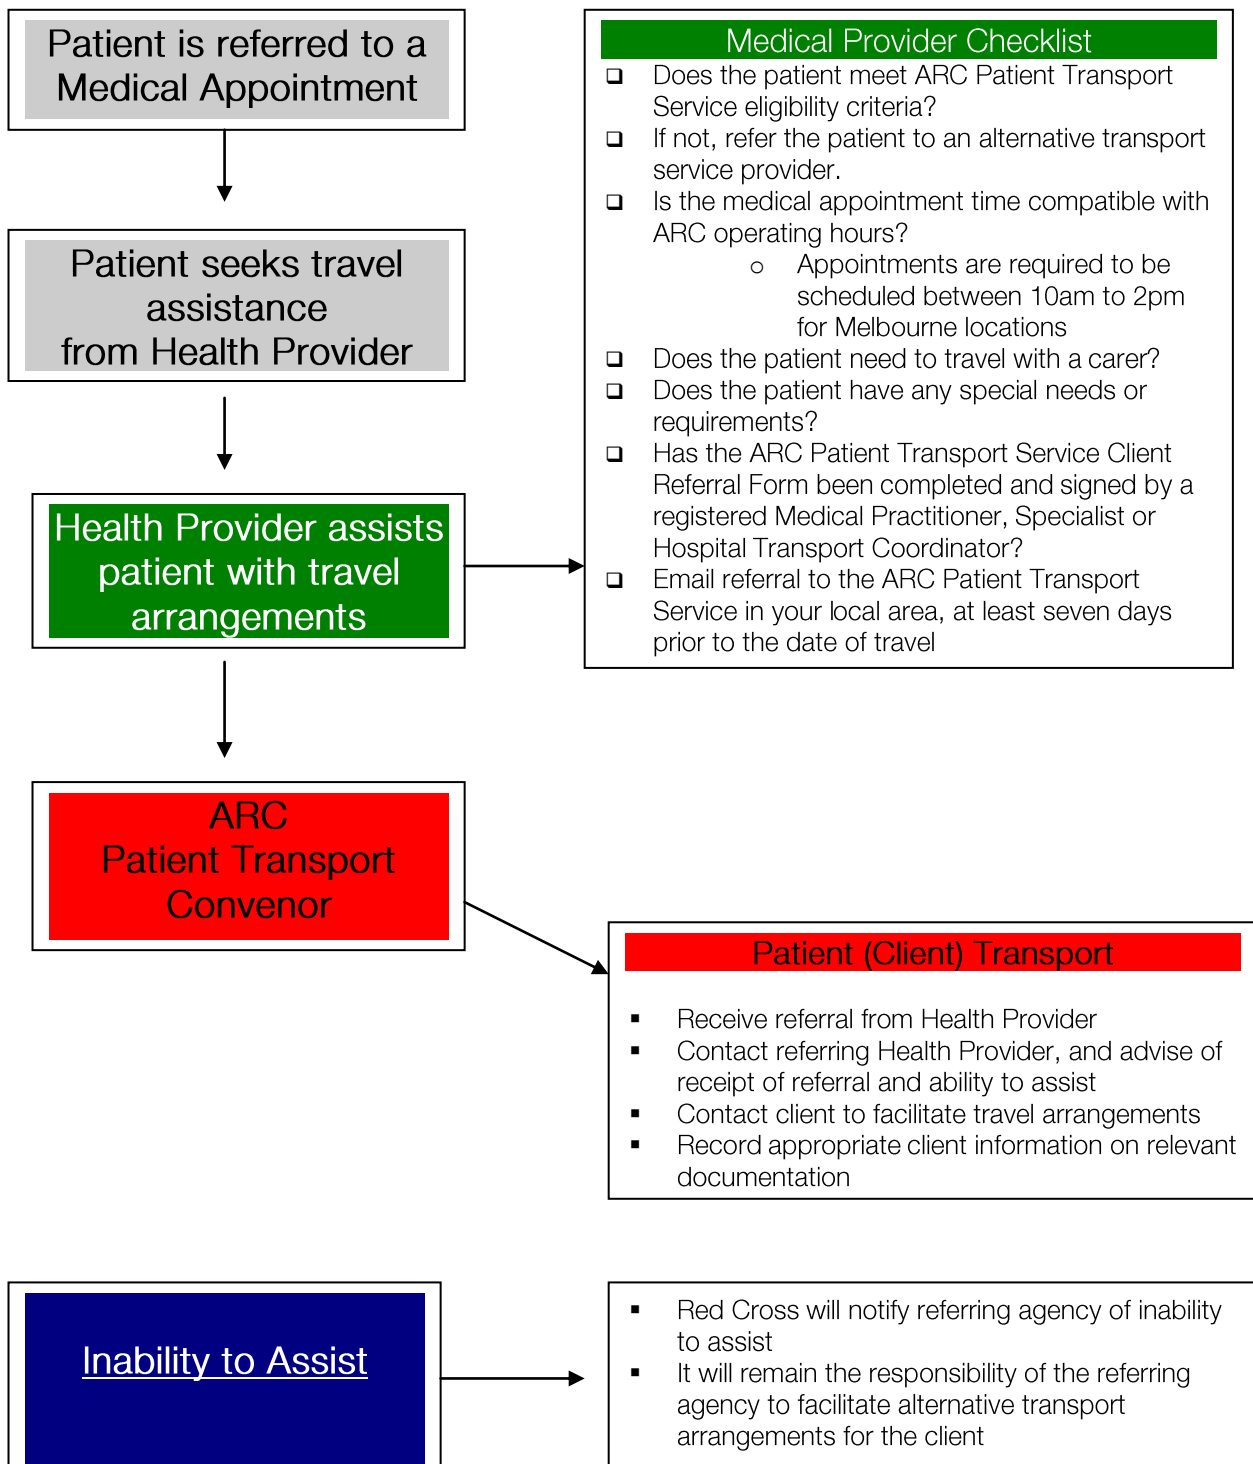 Patient is referred to a
Medical Appointment
Patient seeks travel
assistance
from Health Provider
Health Provider assists
patient with travel
arrangements
Medical Provider Checklist
❑ Does the patient meet ARC Patient Transport
Service eligibility criteria?
❑ If not, refer the patient to an alternative transport
service provider.
❑ Is the medical appointment time compatible with
ARC operating hours?
o Appointments are required to be
scheduled between 10am to 2pm
for Melbourne locations
❑ Does the patient need to travel with a carer?
❑ Does the patient have any special needs or
requirements?
❑ Has the ARC Patient Transport Service Client
Referral Form been completed and signed by a
registered Medical Practitioner, Specialist or
Hospital Transport Coordinator?
❑ Email referral to the ARC Patient Transport
Service in your local area, at least seven days
prior to the date of travel
ARC
Patient Transport
Convenor
Patient (Client) Transport
▪ Receive referral from Health Provider
▪ Contact referring Health Provider, and advise of
receipt of referral and ability to assist
▪ Contact client to facilitate travel arrangements
▪ Record appropriate client information on relevant
documentation
Inability to Assist
▪ Red Cross will notify referring agency of inability
to assist
▪ It will remain the responsibility of the referring
agency to facilitate alternative transport
arrangements for the client